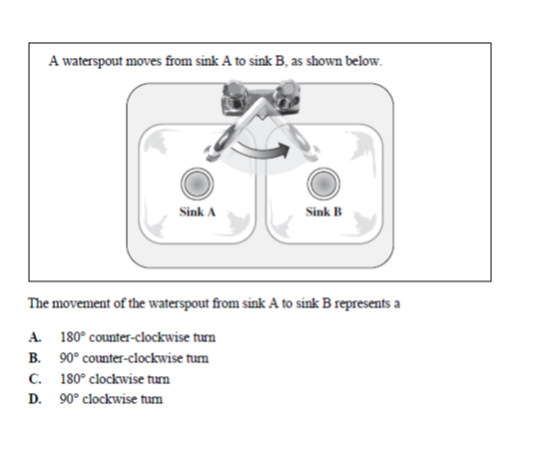 A waterspout moves from sink A to sink B, as shown below.
Sink A
Sink B
The movement of the waterspout from sink A to sink B represents a
A. 180° counter-clockwise turn
B. 90° counter-clockwise turn
C. 180° clockwise turn
D. 90° clockwise turn